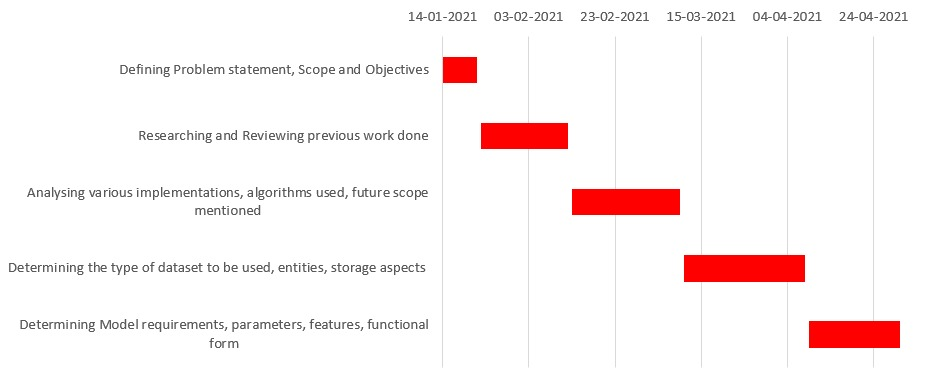 14-01-2021 03-02-2021 23-02-2021 15-03-2021 04-04-2021 24-04-2021
Defining Problem statement, Scope and Objectives
Researching and Reviewing previous work done
Analysing various implementations, algorithms used, future scope
mentioned
Determining the type of dataset to be used, entities, storage aspects
Determining Model requirements, parameters, features, functional
form